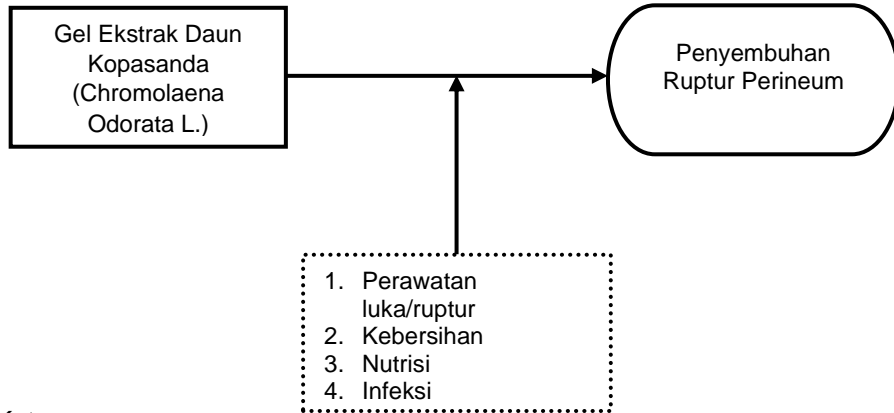 Gel Ekstrak Daun
Kopasanda
(Chromolaena
Odorata L.)
Penyembuhan
Ruptur Perineum
1. Perawatan
luka/ruptur
2. Kebersihan
3. Nutrisi
4. Infeksi